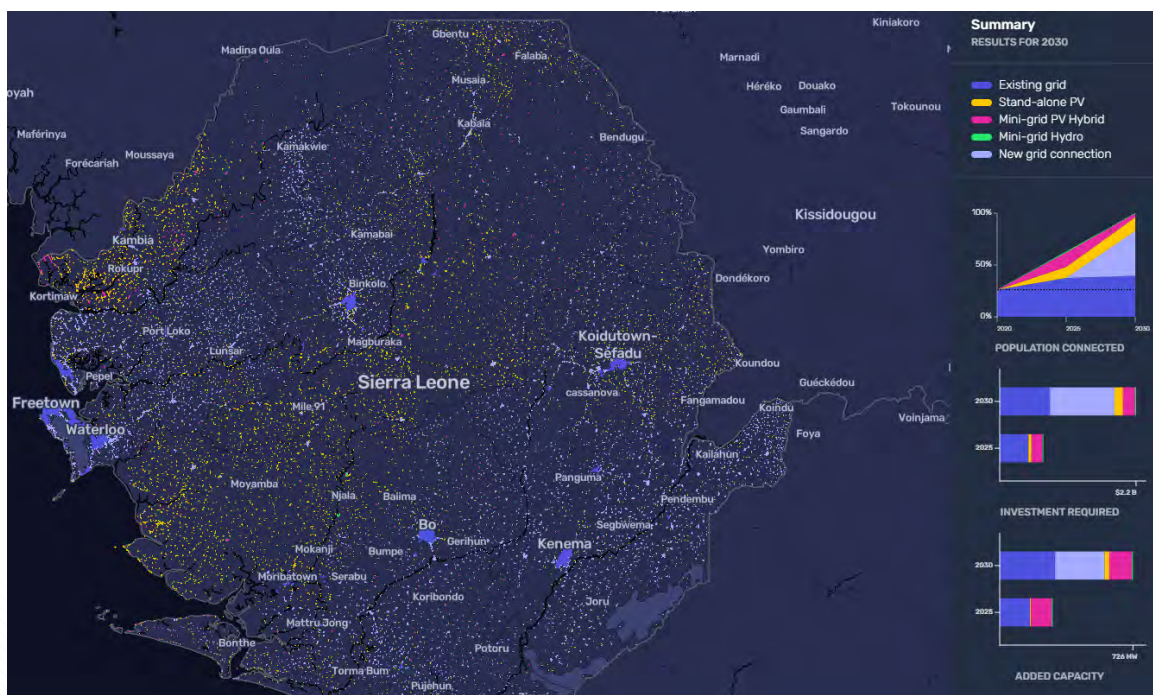 Summary
RESULTS FOR 2030
Existing grid
Stand-alone PV
Mini-grid PV Hybrid
Mini-grid Hydro
New grid connection
100%
50%
0%
2020
2025
2030
POPULATION CONNECTED
2030
2025
$2.2 B
INVESTMENT REQUIRED
2030
2025
726 MW
ADDED CAPACITY
Kiniakoro
Gbentu
Madina Oula
Falaba
Marnadi
Musaia
Héréko
Douako
oyah
Gaumbali
Tokounou
Kabala
Sangardo
Maférinya
Bendugu
Kamakwie
Moussaya
Forécariah
Kissidougou
Kambia
Kamabai
Yombiro
Rokupr
Dondékoro
Binkolo
Kortimaw
Port Loko
Koidutown-
Sefadu
Magburaka
Lunsar
Koundou
Pepel
Sierra Leone
Guéckédou
cassanova
Freetown
Mile 91
Fangamadou
Koindu
Voinjama
Waterloo
Foya
Kailahun
Panguma
Moyamba
Njala
Baiima
Pendembu
Bo
Segbwema
Gerihun
Kenema
Mokanji
Bumpe
Moribatown
Serabu
Koribondo
Joru
Mattru Jong
Bonthe
Potoru
Torma Bum
Pujehun